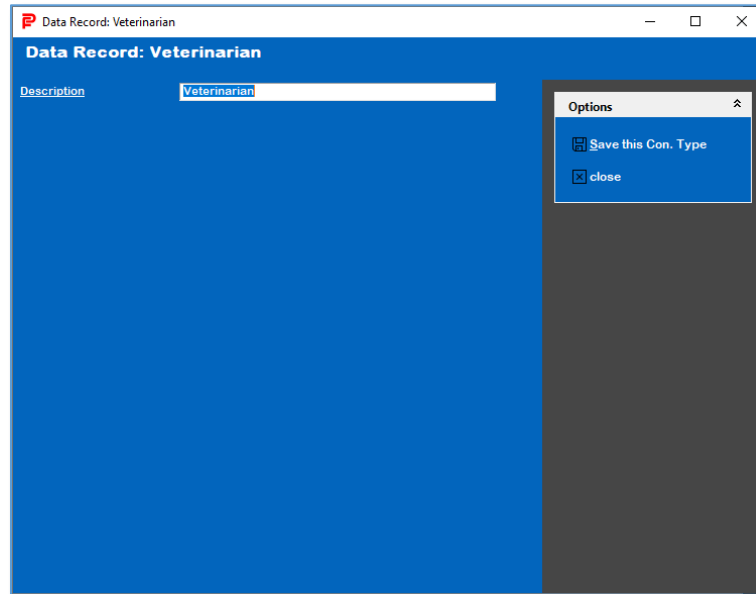 Data Record: Veterinarian
Data Record: Veterinarian
Description Veterinarian
Options
Save this Con. Type
close